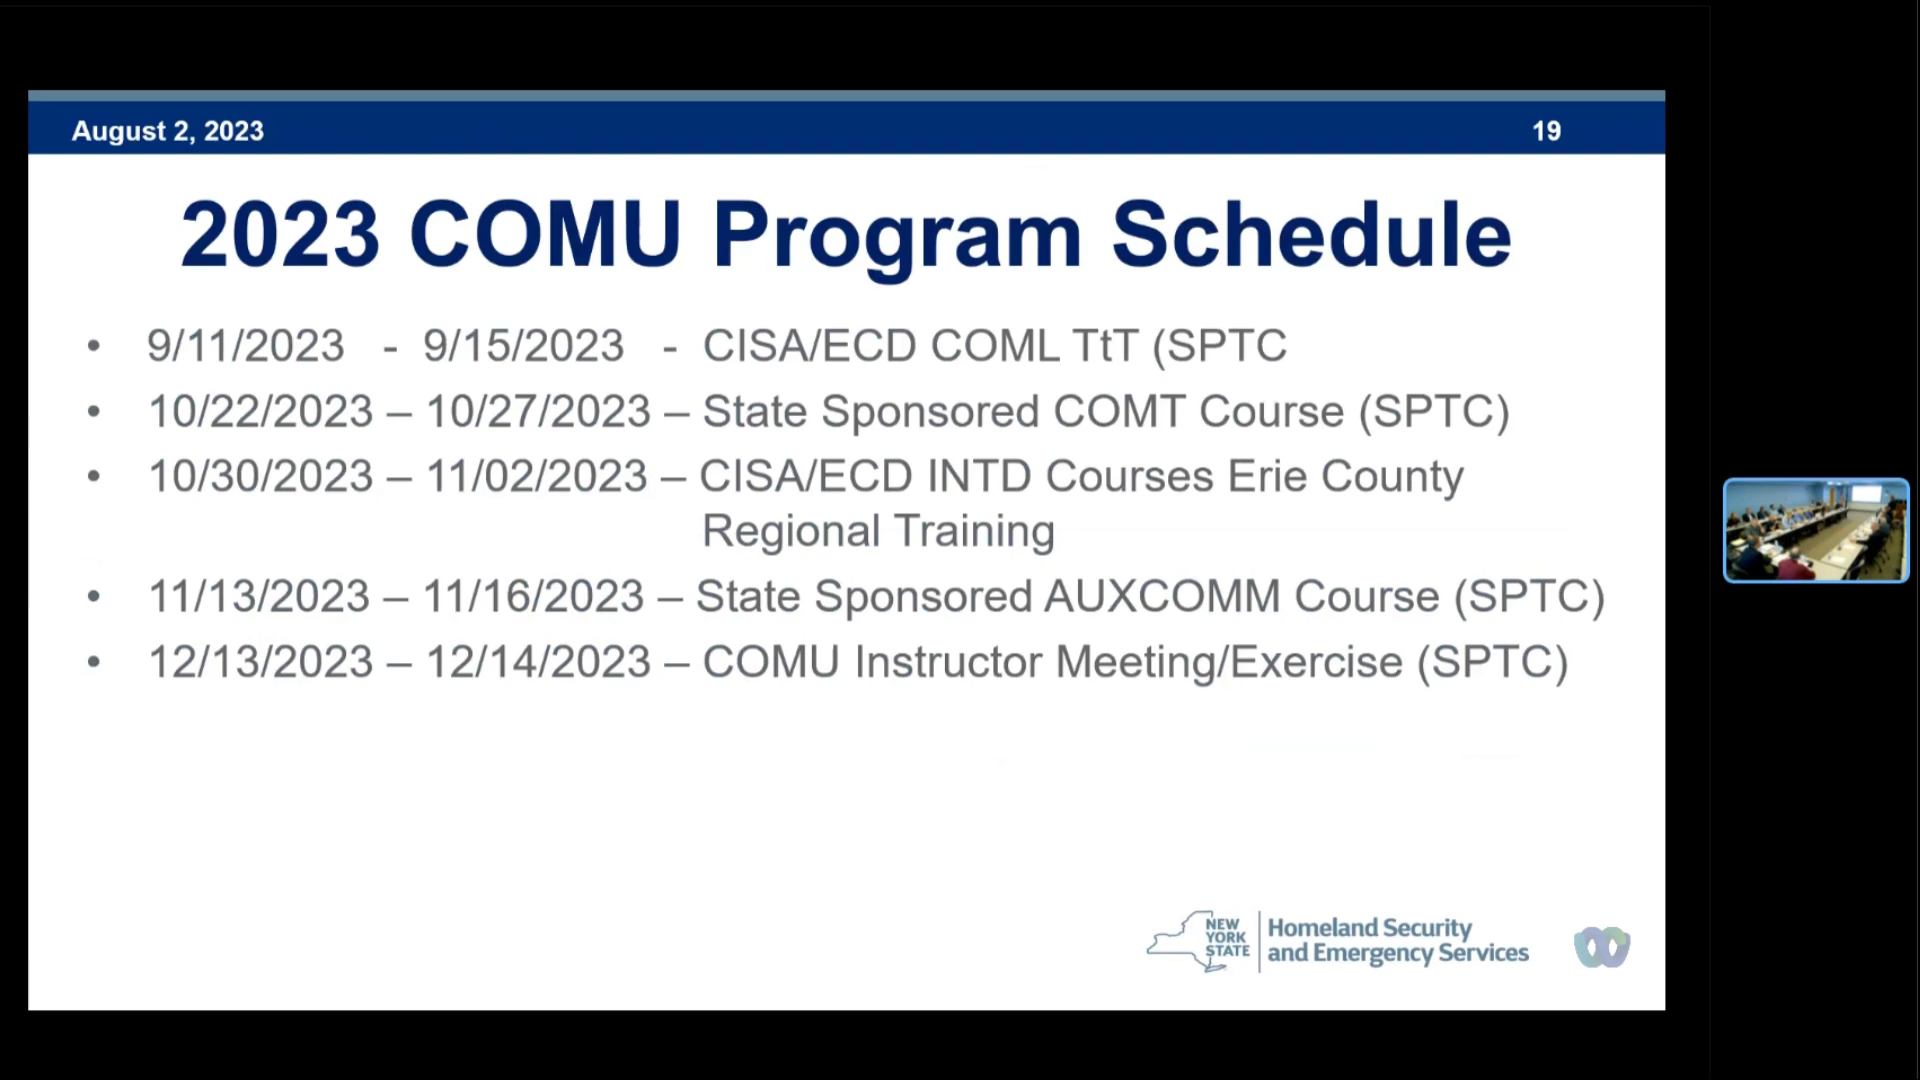 August 2, 2023
19
2023 COMU Program Schedule
• 9/11/2023 - 9/15/2023 - CISA/ECD COML TtT (SPTC
• 10/22/2023 – 10/27/2023 – State Sponsored COMT Course (SPTC)
• 10/30/2023 – 11/02/2023 – CISA/ECD INTD Courses Erie County
Regional Training
• 11/13/2023 – 11/16/2023 – State Sponsored AUXCOMM Course (SPTC)
• 12/13/2023 – 12/14/2023 – COMU Instructor Meeting/Exercise (SPTC)
NEW
YORK
STATE
Homeland Security
and Emergency Services